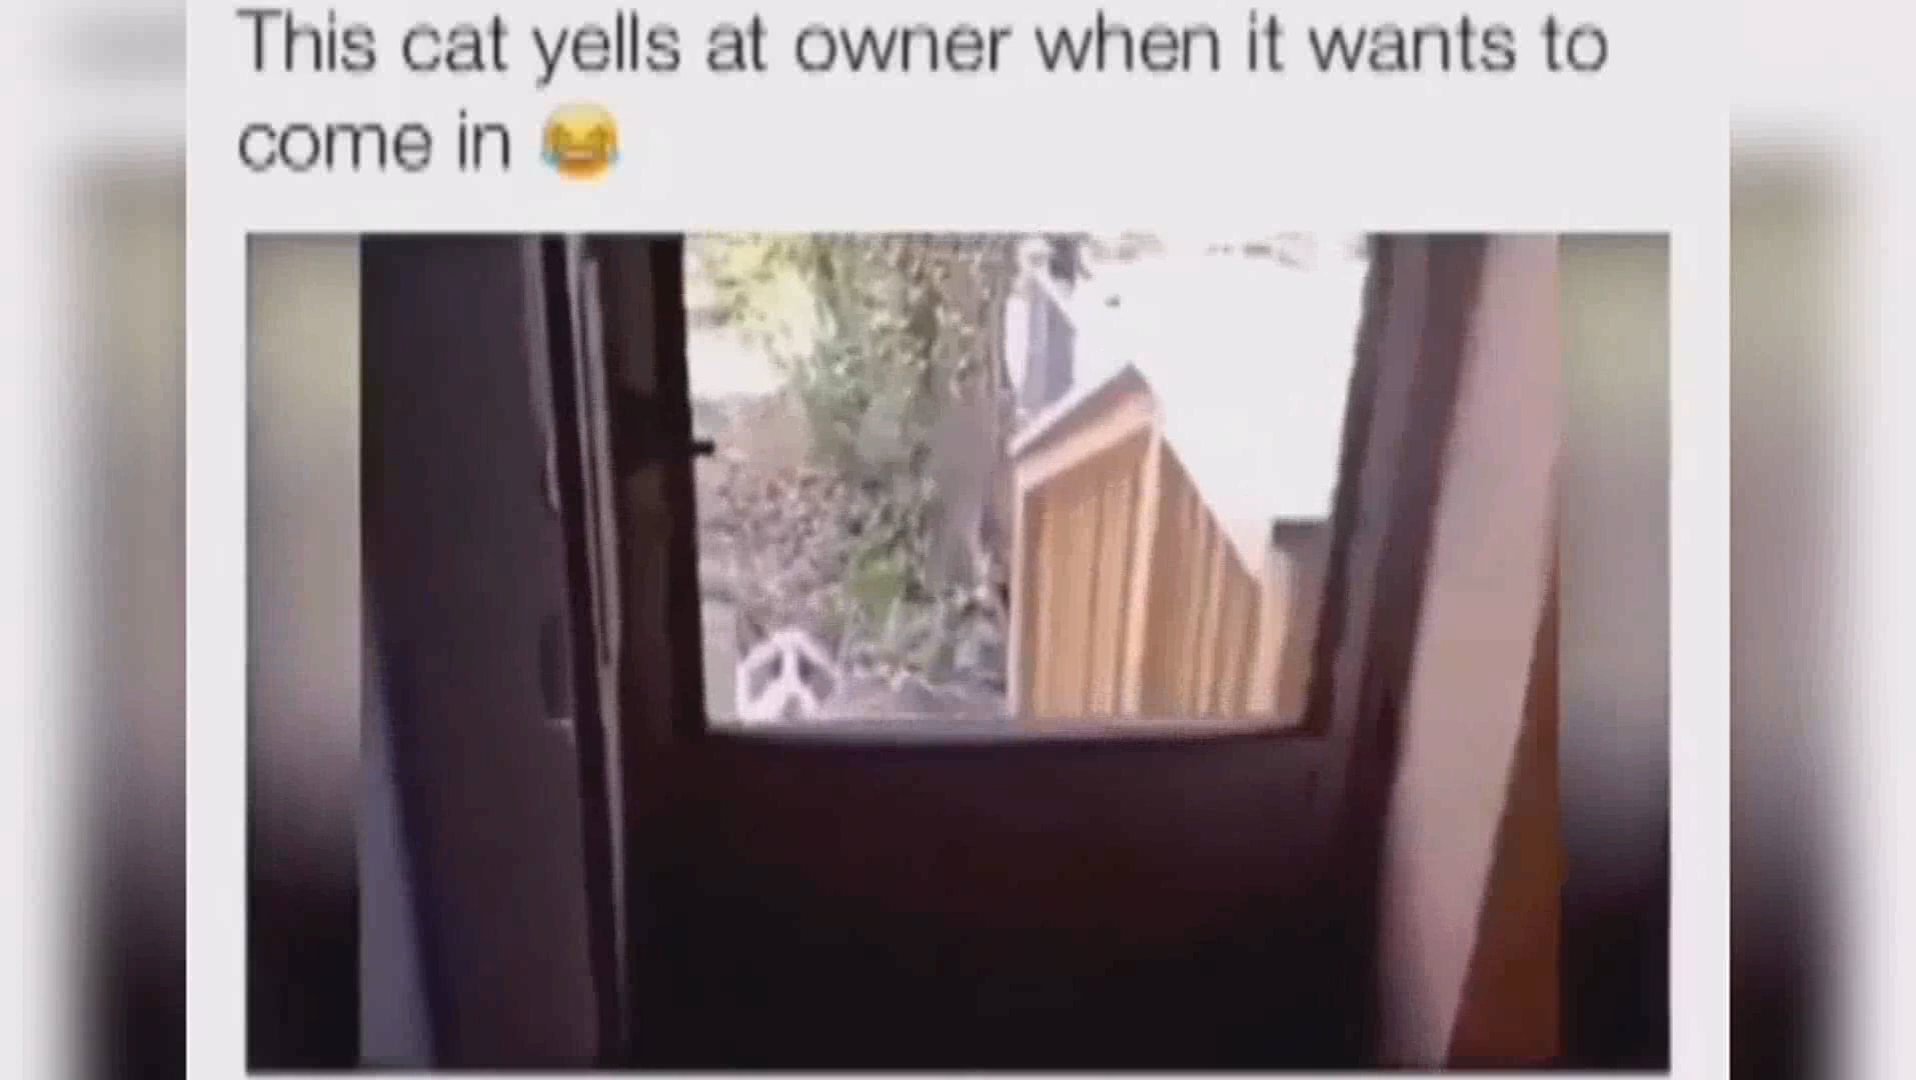 This cat yells at owner when it wants to
come in 😂